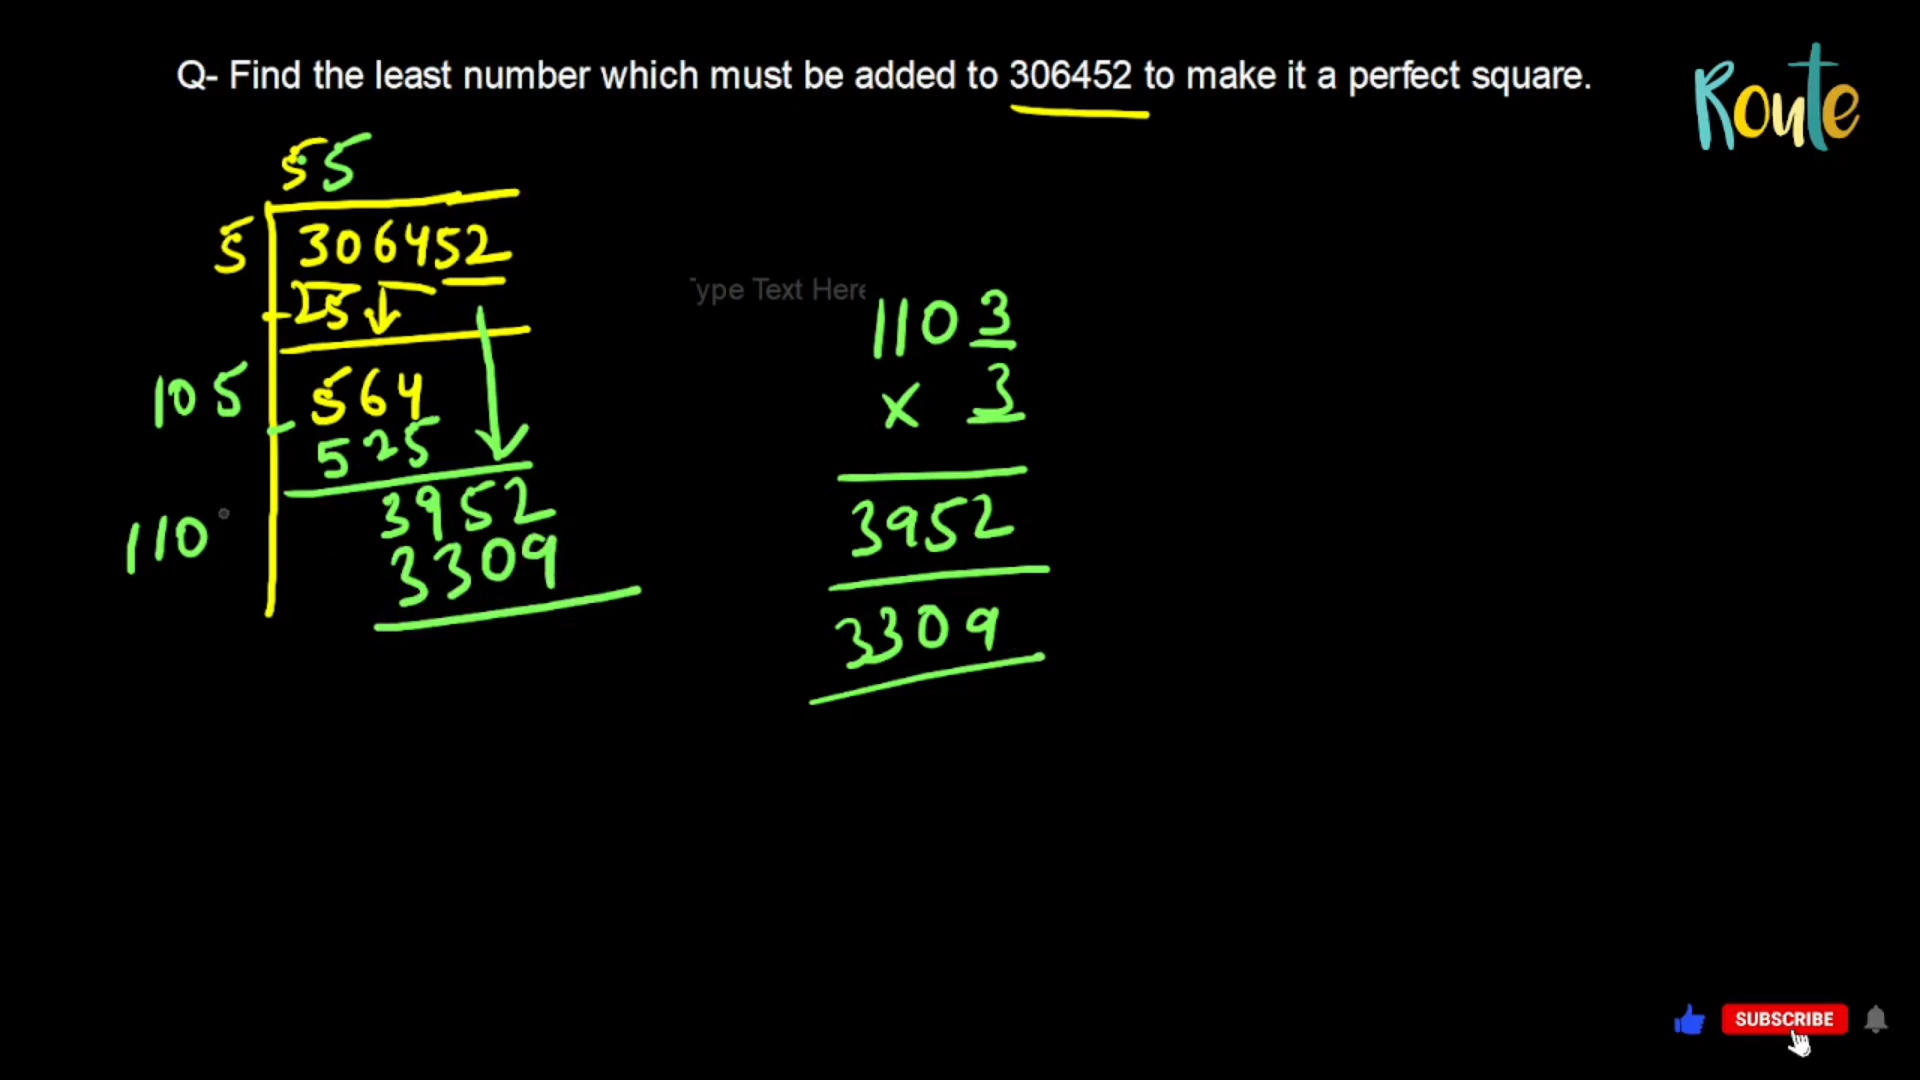 Q- Find the least number which must be added to 306452 to make it a perfect square.
Route
55
5 306452
- 25
105 564
- 525
110 3952
3309
ype Text Here
1103
x 3
3952
3309
SUBSCRIBE